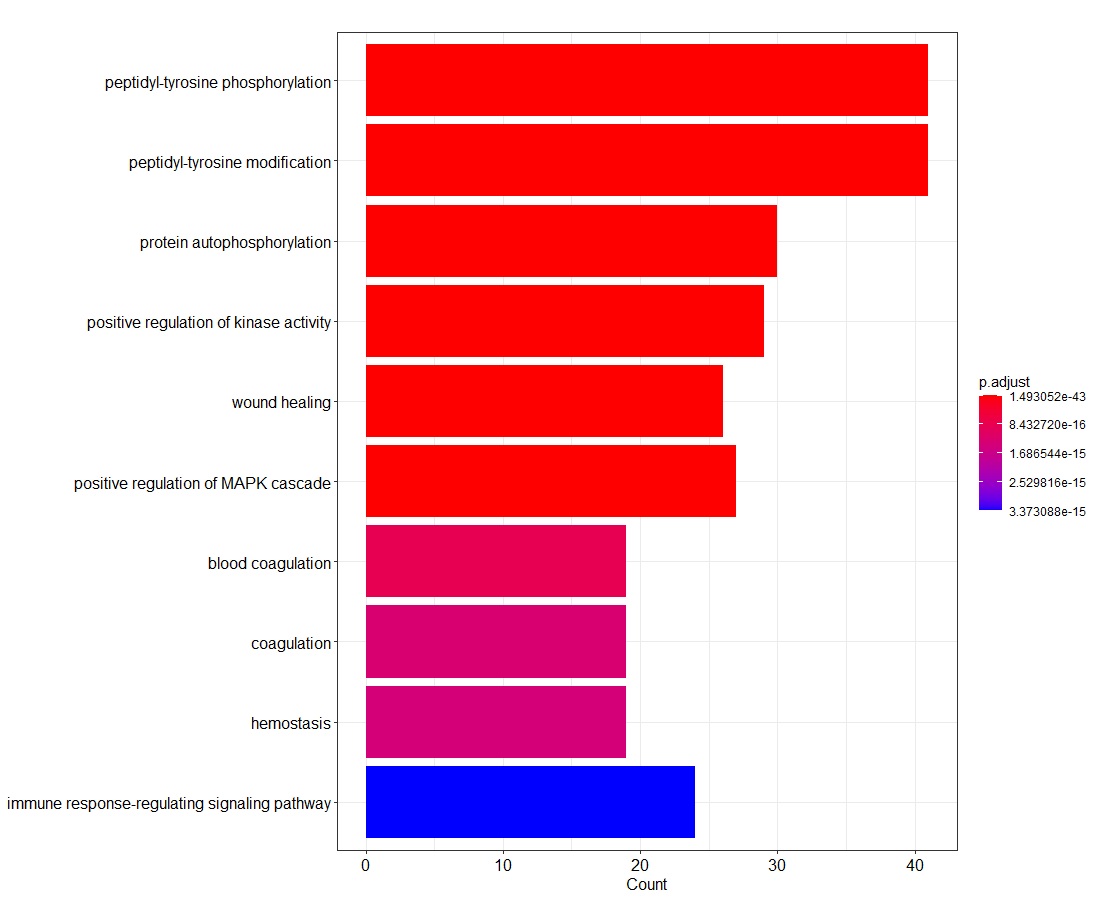 peptidyl-tyrosine phosphorylation
peptidyl-tyrosine modification
protein autophosphorylation
positive regulation of kinase activity
wound healing
positive regulation of MAPK cascade
blood coagulation
coagulation
hemostasis
immune response-regulating signaling pathway
0 10 20 30 40
Count
p.adjust
1.493052e-43
8.432720e-16
1.686544e-15
2.529816e-15
3.373088e-15